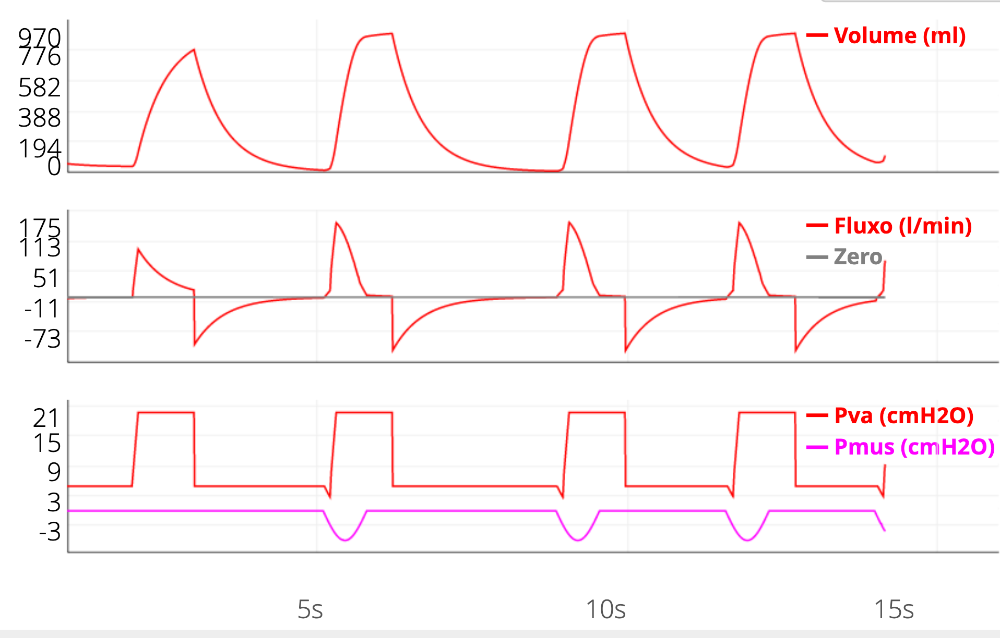 970
776
582
388
194
0
Volume (ml)
175
113
51
-11
-73
Fluxo (l/min)
Zero
21
15
9
3
-3
Pva (cmH2O)
Pmus (cmH2O)
5s 10s 15s